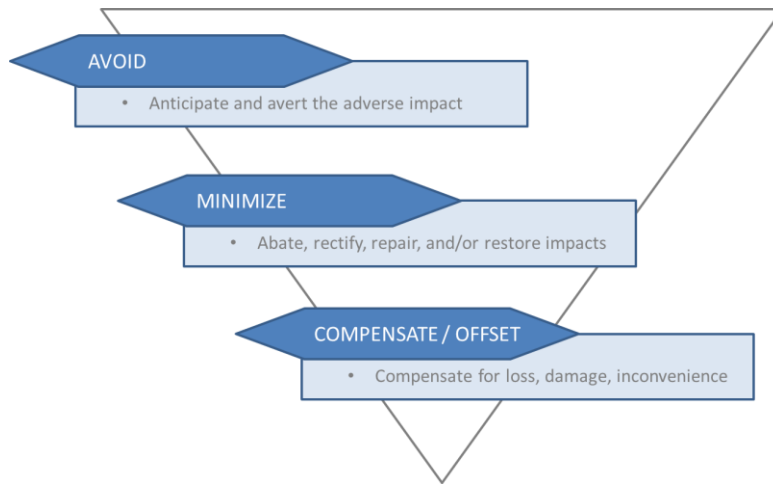 AVOID
• Anticipate and avert the adverse impact
MINIMIZE
• Abate, rectify, repair, and/or restore impacts
COMPENSATE / OFFSET
• Compensate for loss, damage, inconvenience